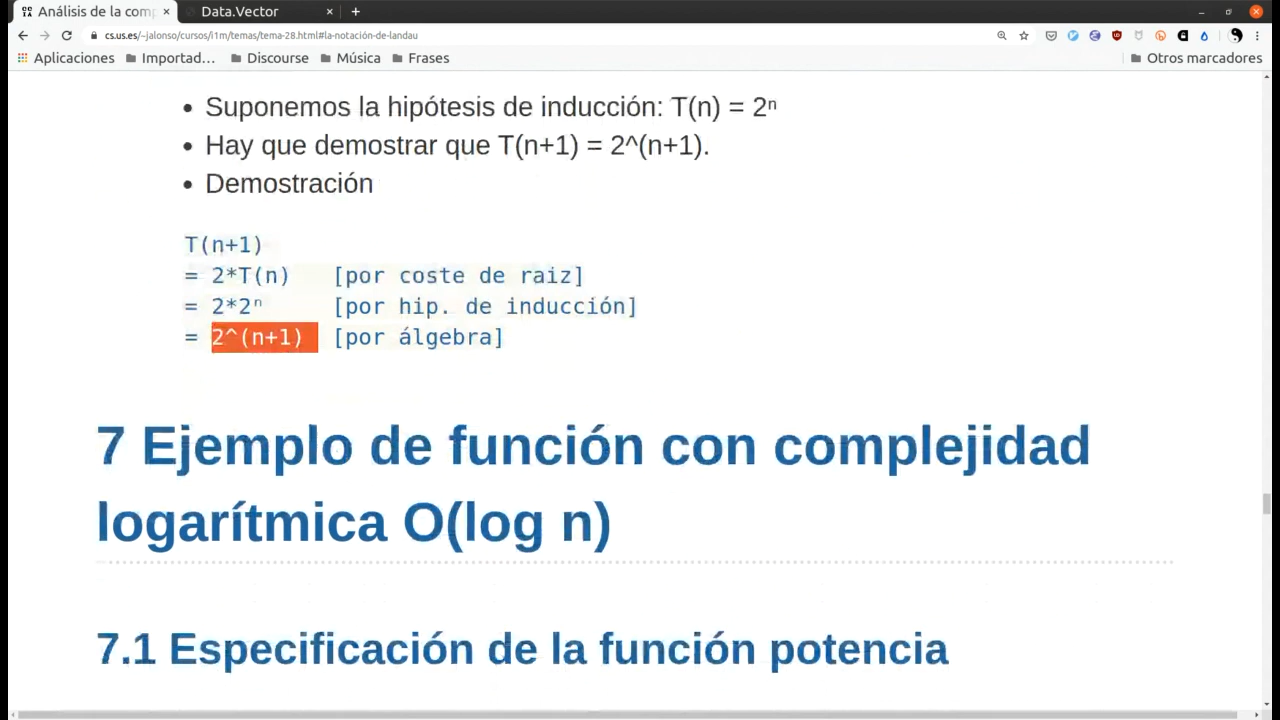 Análisis de la comp
Data.Vector
cs.us.es/~jalonso/cursos/i1m/temas/tema-28.html#la-notación-de-landau
Aplicaciones
Importad...
Discourse
Música
Frases
Otros marcadores
• Suponemos la hipótesis de inducción: T(n) = 2ⁿ
• Hay que demostrar que T(n+1) = 2^(n+1).
• Demostración
T(n+1)
= 2*T(n) [por coste de raiz]
= 2*2ⁿ [por hip. de inducción]
= 2^(n+1) [por álgebra]
7 Ejemplo de función con complejidad
logarítmica O(log n)
7.1 Especificación de la función potencia